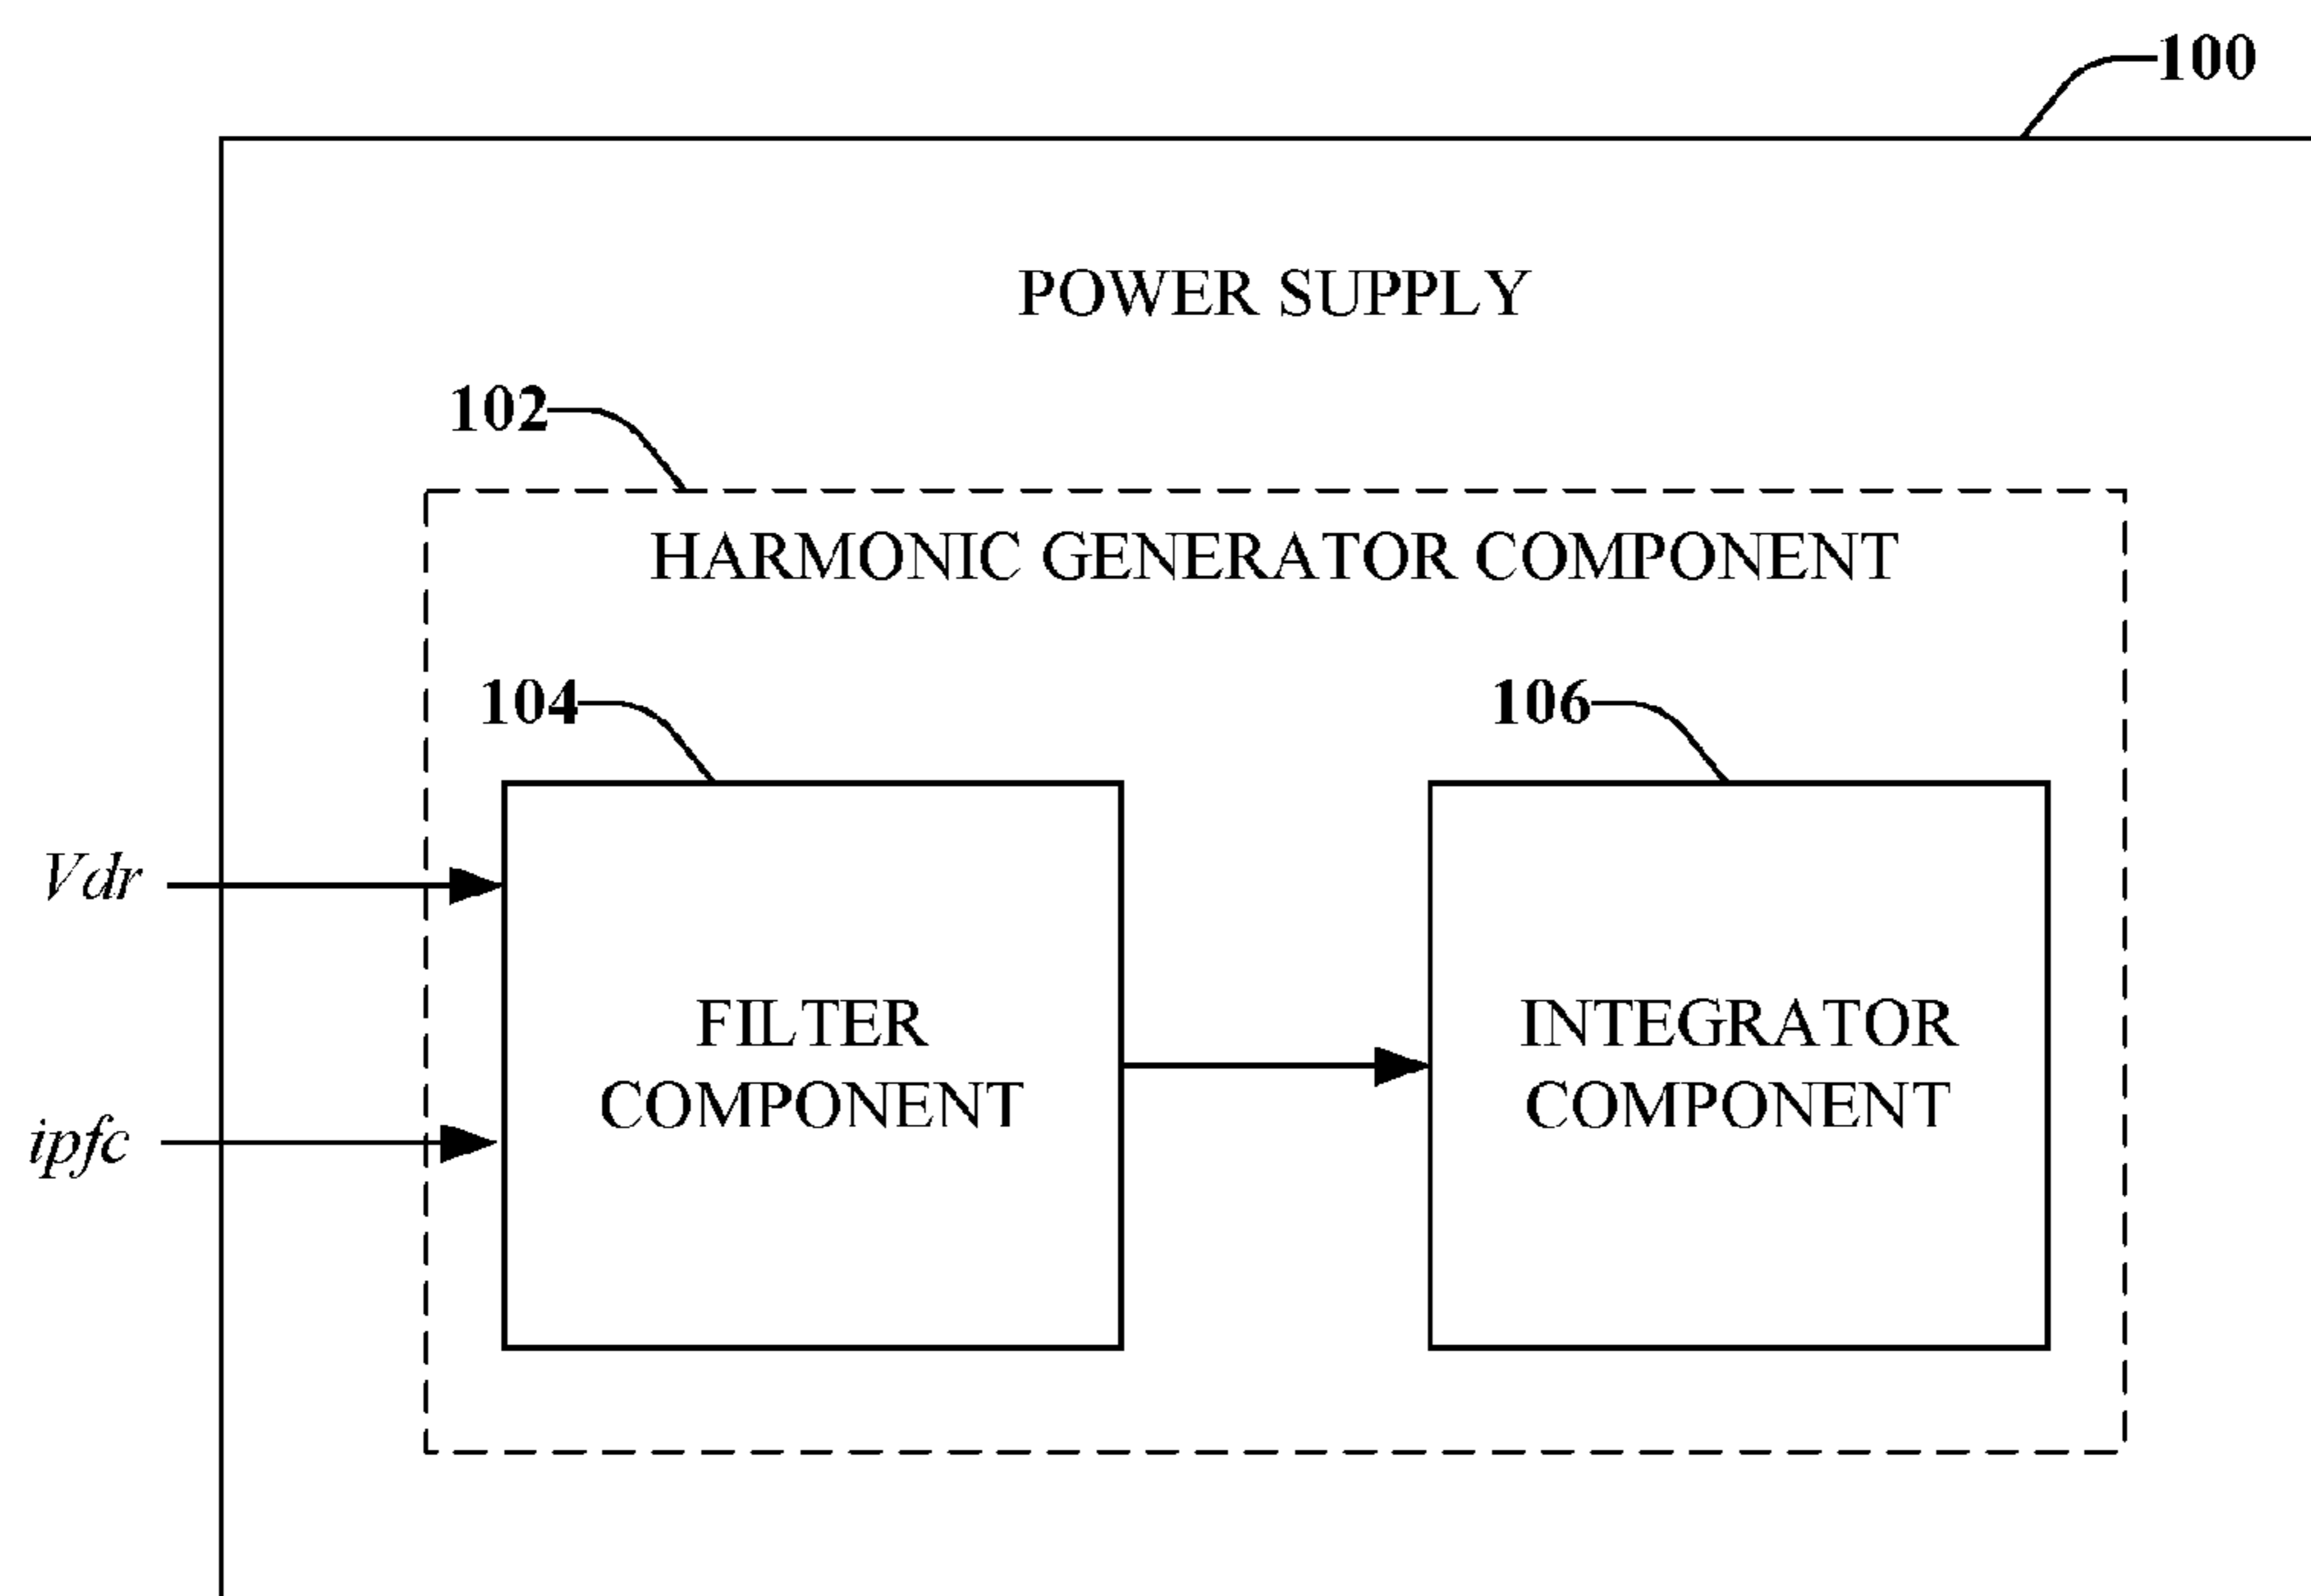 100
POWER SUPPLY
102
HARMONIC GENERATOR COMPONENT
104
106
Vdr
FILTER
COMPONENT
INTEGRATOR
COMPONENT
ipfc